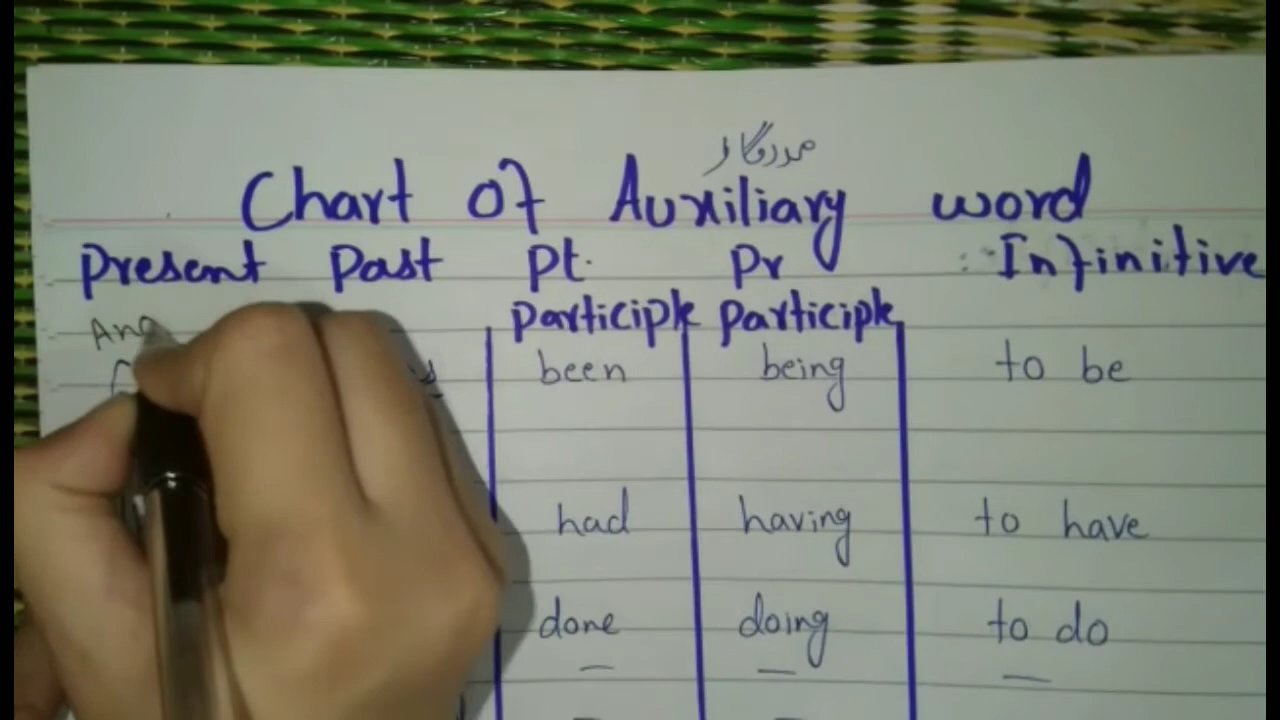 مددگار
Chart Of Auxiliary word
Present Past Pt. Pr Infinitive
Participle Participle
been being to be
had having to have
done doing to do